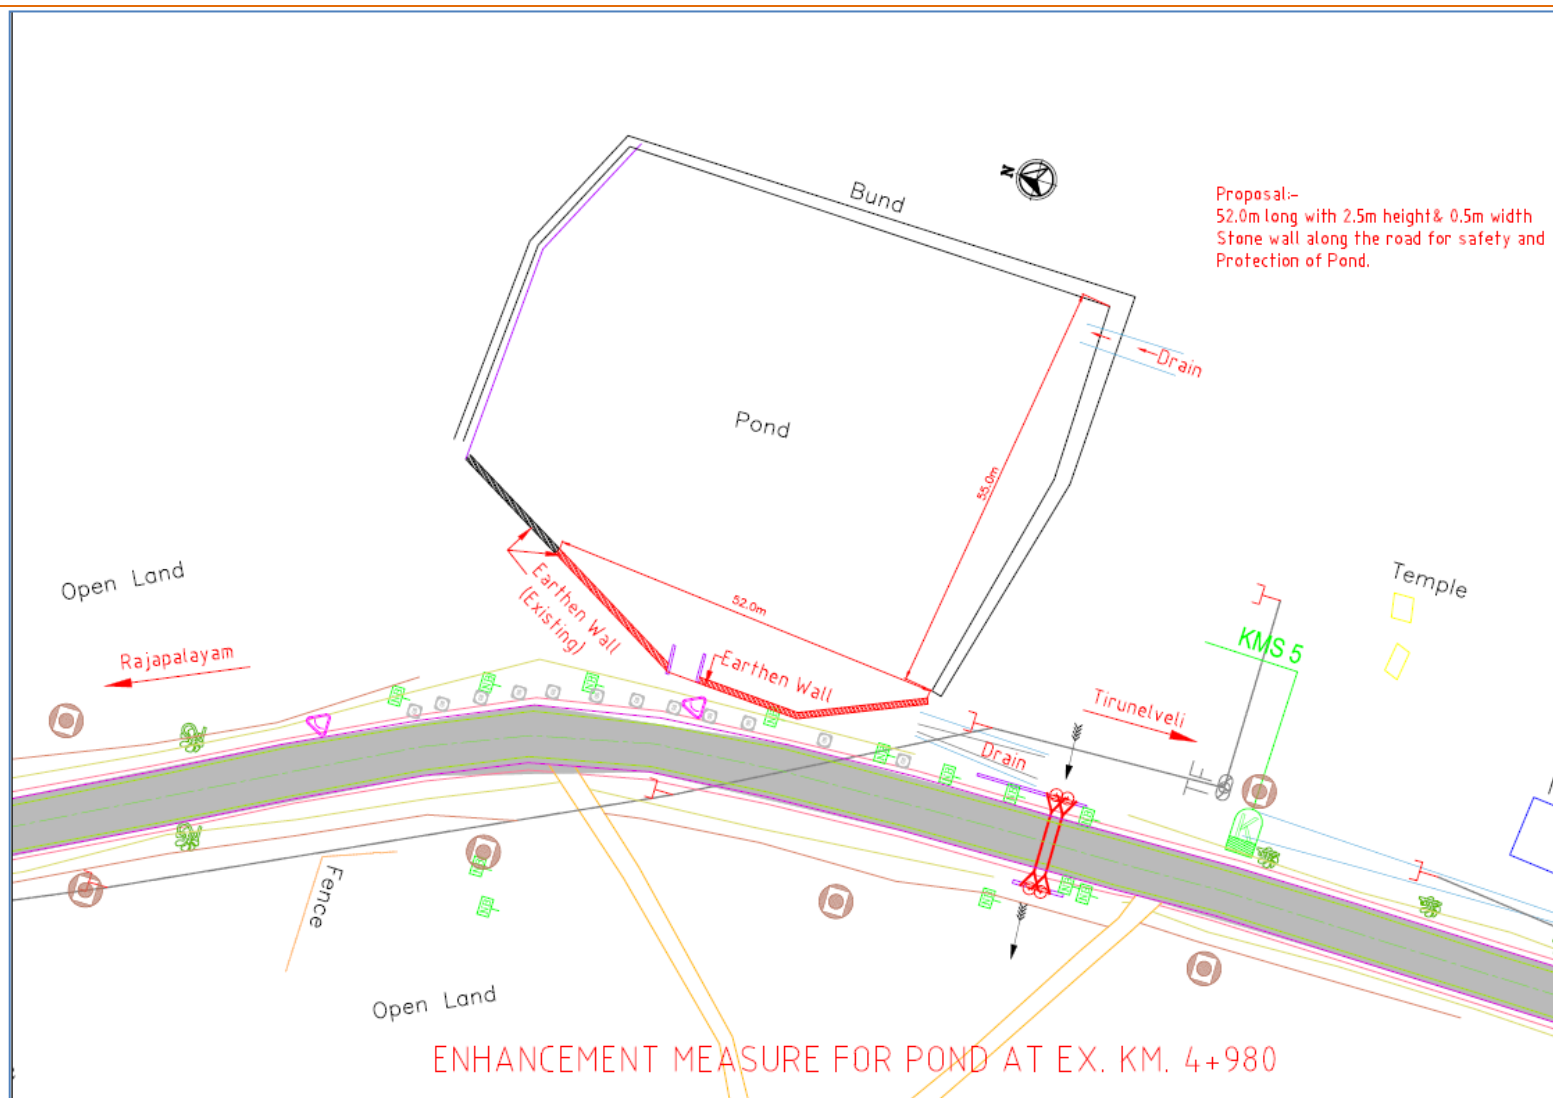 N
Bund
Proposal:-
52.0m long with 2.5m height& 0.5m width
Stone wall along the road for safety and
Protection of Pond.
Drain
Pond
55.0m
Open Land
Earthen Wall
(Existing)
52.0m
Temple
KMS 5
Rajapalayam
Earthen Wall
Tirunelveli
Drain
TF
K
Fence
Open Land
ENHANCEMENT MEASURE FOR POND AT EX. KM. 4+980